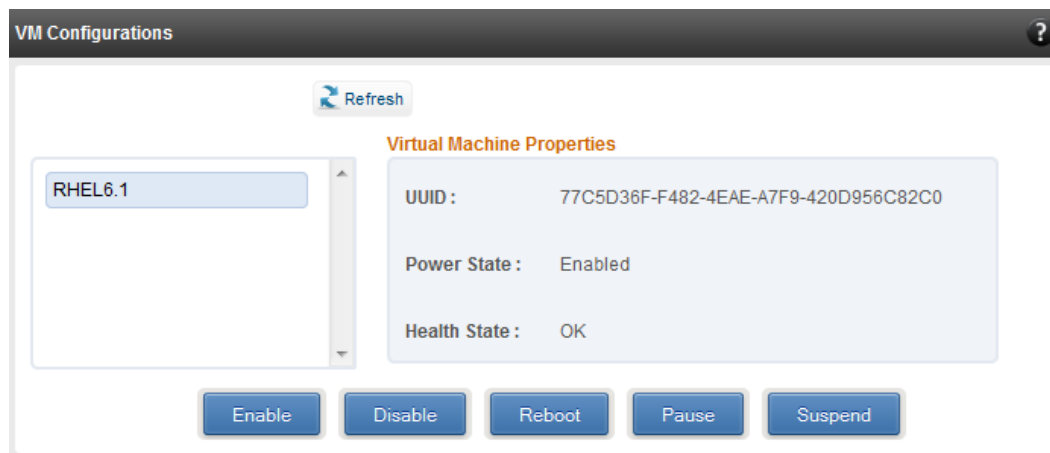 VM Configurations
?
Refresh
Virtual Machine Properties
RHEL6.1
UUID : 77C5D36F-F482-4EAE-A7F9-420D956C82C0
Power State : Enabled
Health State : OK
Enable Disable Reboot Pause Suspend